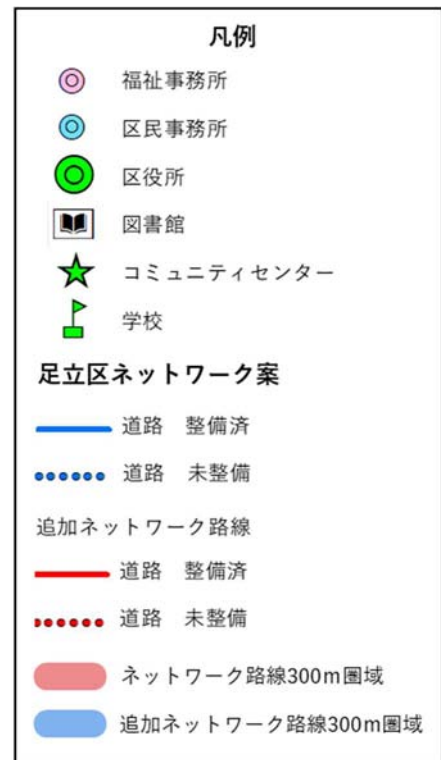 凡例
福祉事務所
区民事務所
区役所
図書館
コミュニティセンター
学校
足立区ネットワーク案
道路　整備済
道路　未整備
追加ネットワーク路線
道路　整備済
道路　未整備
ネットワーク路線300m圏域
追加ネットワーク路線300m圏域